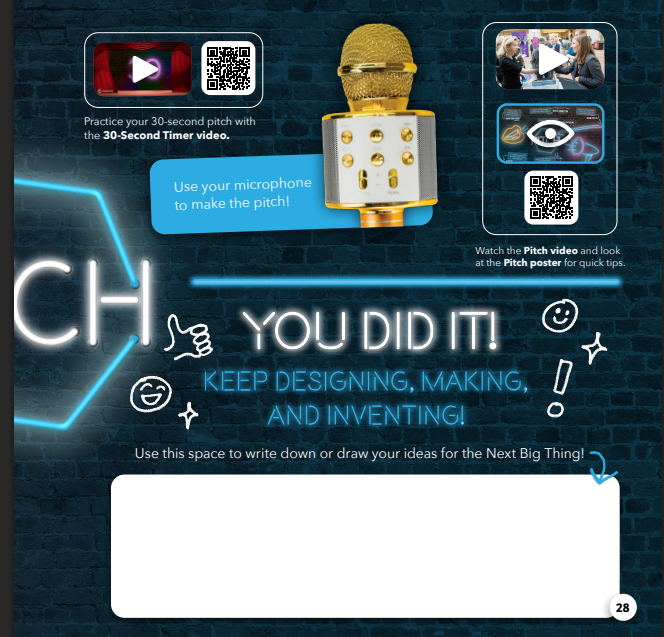 Practice your 30-second pitch with
the 30-Second Timer video.
Use your microphone
to make the pitch!
Watch the Pitch video and look
at the Pitch poster for quick tips.
CH
YOU DID IT!
KEEP DESIGNING, MAKING,
AND INVENTING!
Use this space to write down or draw your ideas for the Next Big Thing!
28